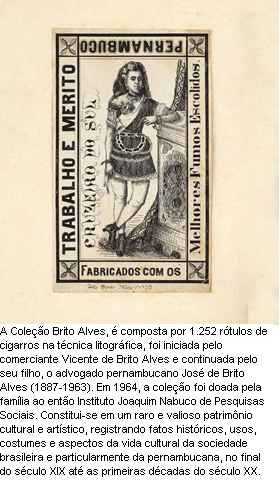 PERNAMBUCO
TRABALHO E MERITO
CRUZEIRO DO SUL
Melhores Fumos Escolidos.
FABRICADOS COM OS
A Coleção Brito Alves, é composta por 1.252 rótulos de
cigarros na técnica litográfica, foi iniciada pelo
comerciante Vicente de Brito Alves e continuada pelo
seu filho, o advogado pernambucano José de Brito
Alves (1887-1963). Em 1964, a coleção foi doada pela
família ao então Instituto Joaquim Nabuco de Pesquisas
Sociais. Constitui-se em um raro e valioso patrimônio
cultural e artístico, registrando fatos históricos, usos,
costumes e aspectos da vida cultural da sociedade
brasileira e particularmente da pernambucana, no final
do século XIX até as primeiras décadas do século XX.